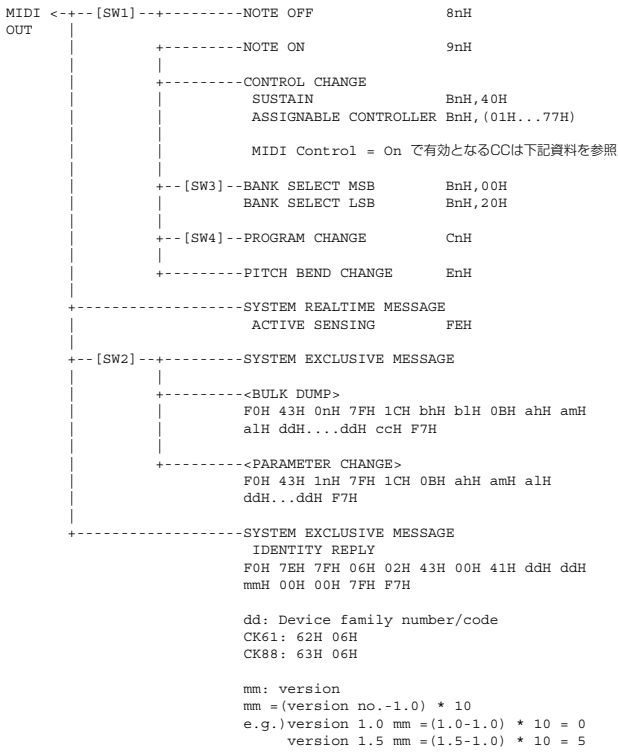 MIDI <-+--[SW1]--+---------NOTE OFF 8nH
OUT |
| +---------NOTE ON 9nH
| |
| +---------CONTROL CHANGE
| | SUSTAIN BnH,40H
| | ASSIGNABLE CONTROLLER BnH,(01H...77H)
| |
| | MIDI Control = On で有効となるCCは下記資料を参照
| |
| +--[SW3]--BANK SELECT MSB BnH,00H
| | BANK SELECT LSB BnH,20H
| |
| +--[SW4]--PROGRAM CHANGE CnH
| |
| +---------PITCH BEND CHANGE EnH
|
+-------------------SYSTEM REALTIME MESSAGE
| ACTIVE SENSING FEH
|
+--[SW2]--+---------SYSTEM EXCLUSIVE MESSAGE
| |
| +---------<BULK DUMP>
| | F0H 43H 0nH 7FH 1CH bhH blH 0BH ahH amH
| | alH ddH....ddH ccH F7H
| |
| +---------<PARAMETER CHANGE>
| F0H 43H 1nH 7FH 1CH 0BH ahH amH alH
| ddH...ddH F7H
|
+-------------------SYSTEM EXCLUSIVE MESSAGE
IDENTITY REPLY
F0H 7EH 7FH 06H 02H 43H 00H 41H ddH ddH
mmH 00H 00H 7FH F7H
dd: Device family number/code
CK61: 62H 06H
CK88: 63H 06H
mm: version
mm =(version no.-1.0) * 10
e.g.)version 1.0 mm =(1.0-1.0) * 10 = 0
version 1.5 mm =(1.5-1.0) * 10 = 5